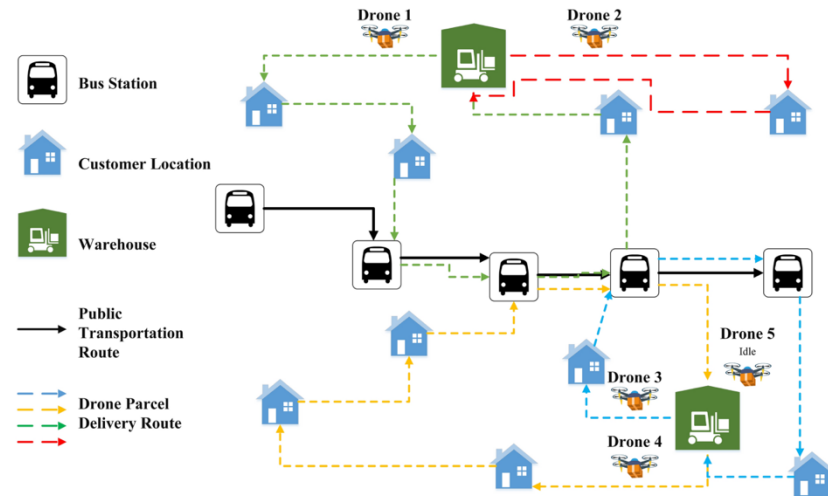 Drone 1
Drone 2
Bus Station
Customer Location
Warehouse
Public
Transportation
Route
Drone Parcel
Delivery Route
Drone 5
Idle
Drone 3
Drone 4